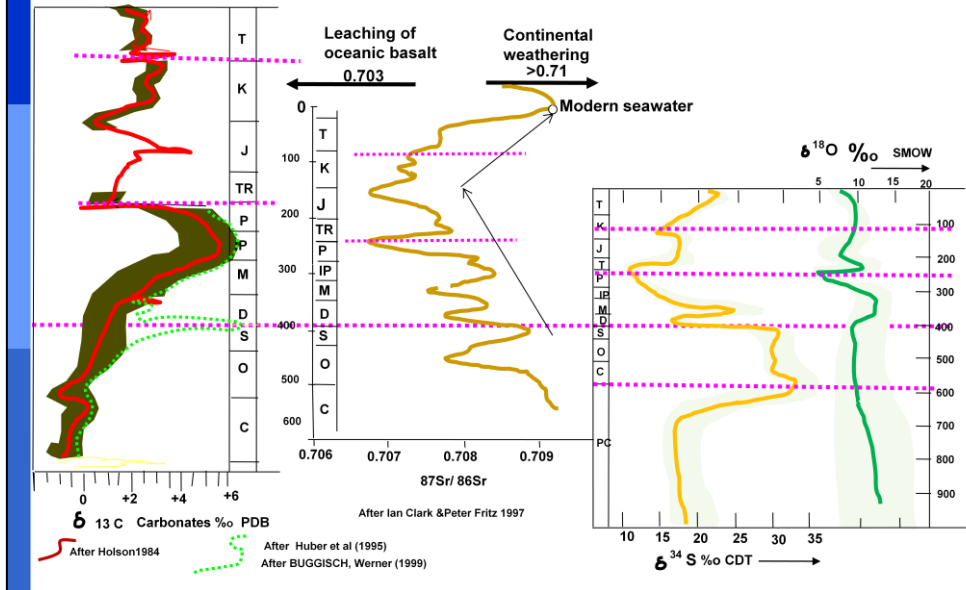 T
K
J
TR
P
P
M
D
S
O
C
0 +2 +4 +6
δ 13 C Carbonates ‰ PDB
After Holson1984
After Huber et al (1995)
After BUGGISCH, Werner (1999)
Leaching of
oceanic basalt
0.703
Continental
weathering
>0.71
Modern seawater
0
100
200
300
400
500
600
T
K
J
TR
P
IP
M
D
S
O
C
0.706 0.707 0.708 0.709
87Sr/ 86Sr
After Ian Clark &Peter Fritz 1997
δ 18O ‰ SMOW
5 10 15 20
T
K
J
T
P
IP
M
D
S
O
C
PC
100
200
300
400
500
600
700
800
900
10 15 20 25 30 35
δ 34 S ‰ CDT